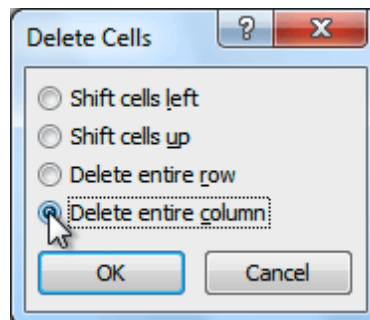 Delete Cells
Shift cells left
Shift cells up
Delete entire row
Delete entire column
OK Cancel